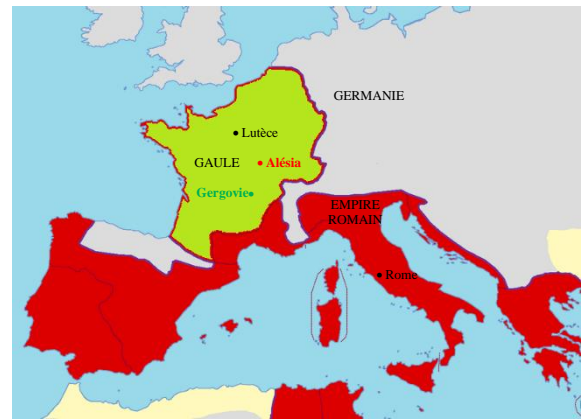 GERMANIE
Lutèce
GAULE
Alésia
Gergovie
EMPIRE
ROMAIN
Rome